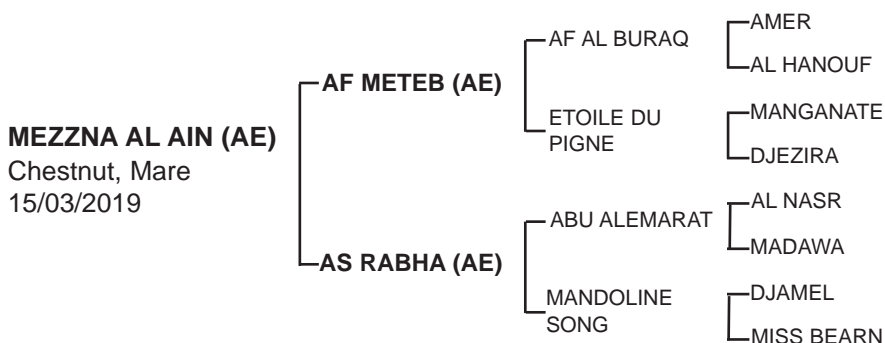 MEZZNA AL AIN (AE)
Chestnut, Mare
15/03/2019
AF METEB (AE)
AS RABHA (AE)
AF AL BURAQ
ETOILE DU
PIGNE
ABU ALEMARAT
MANDOLINE
SONG
AMER
AL HANOUF
MANGANATE
DJEZIRA
AL NASR
MADAWA
DJAMEL
MISS BEARN